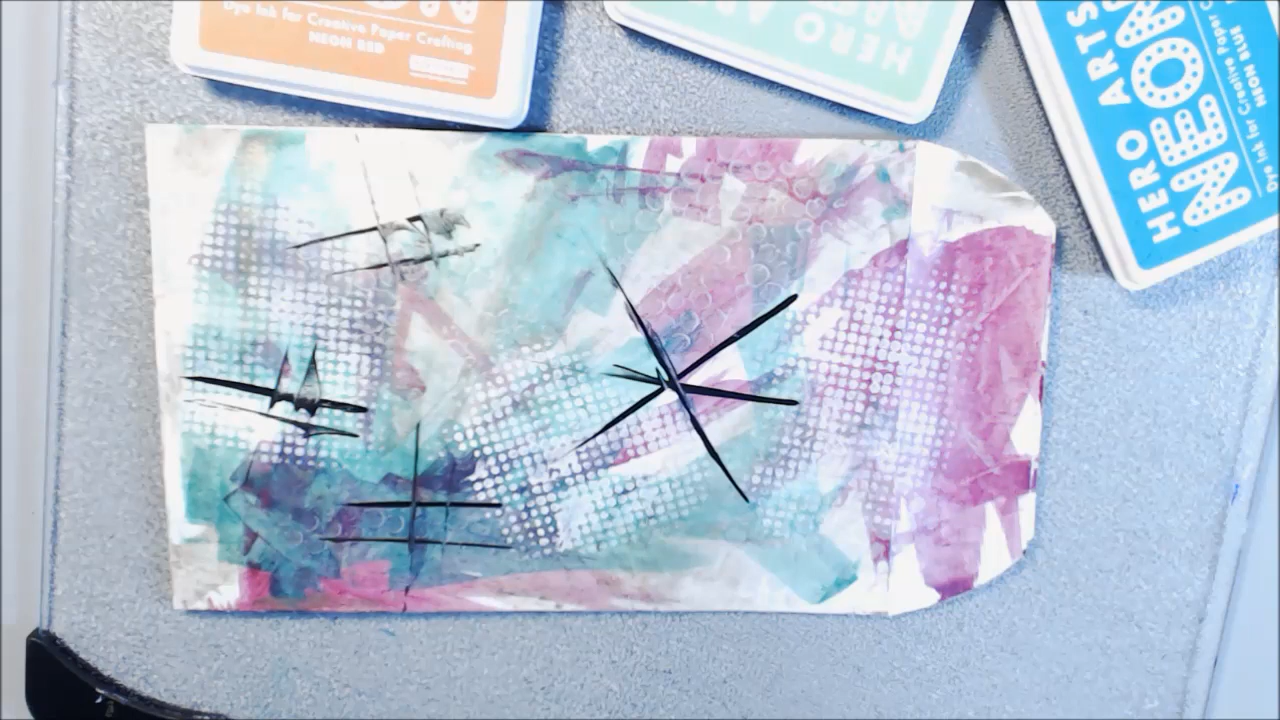 Dye Ink for Creative Paper Crafting
NEON RED
HERO ARTS
NEON
HERO ARTS
NEON
Dye Ink for Creative Paper C
NEON BLUE